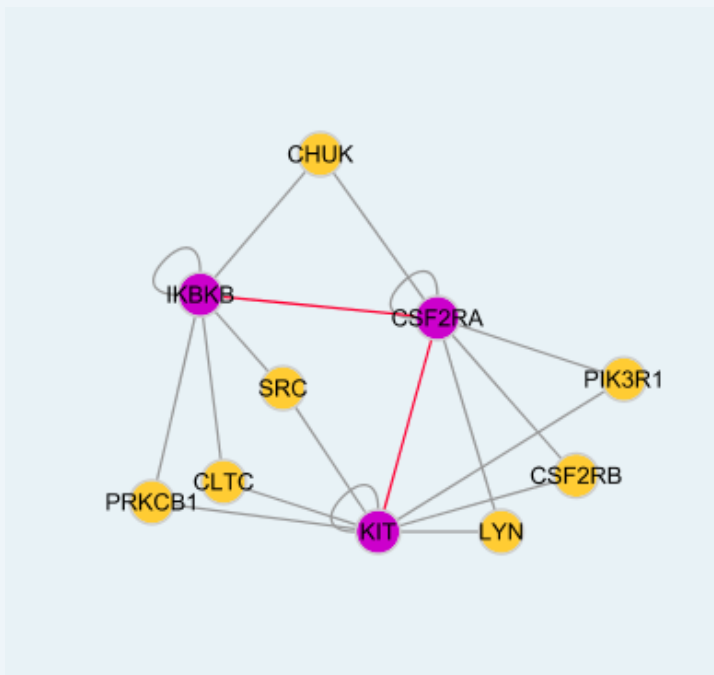 CHUK
IKBKB
CSF2RA
SRC
PIK3R1
CLTC
CSF2RB
PRKCB1
KIT
LYN